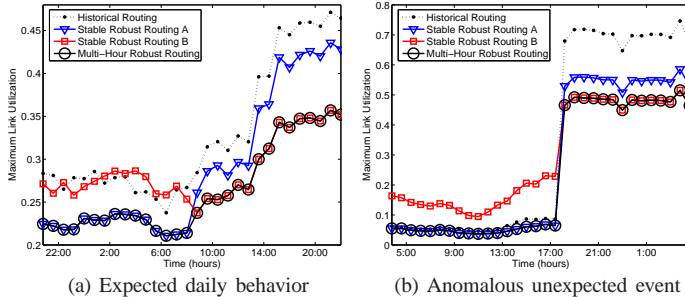 Historical Routing
Stable Robust Routing A
Stable Robust Routing B
Multi-Hour Robust Routing
0.45
0.4
0.35
0.3
0.25
0.2
Maximum Link Utilization
22:00 2:00 6:00 10:00 14:00 20:00
Time (hours)
(a) Expected daily behavior
Historical Routing
Stable Robust Routing A
Stable Robust Routing B
Multi-Hour Robust Routing
0.8
0.7
0.6
0.5
0.4
0.3
0.2
0.1
0
Maximum Link Utilization
5:00 9:00 13:00 17:00 21:00 1:00
Time (hours)
(b) Anomalous unexpected event